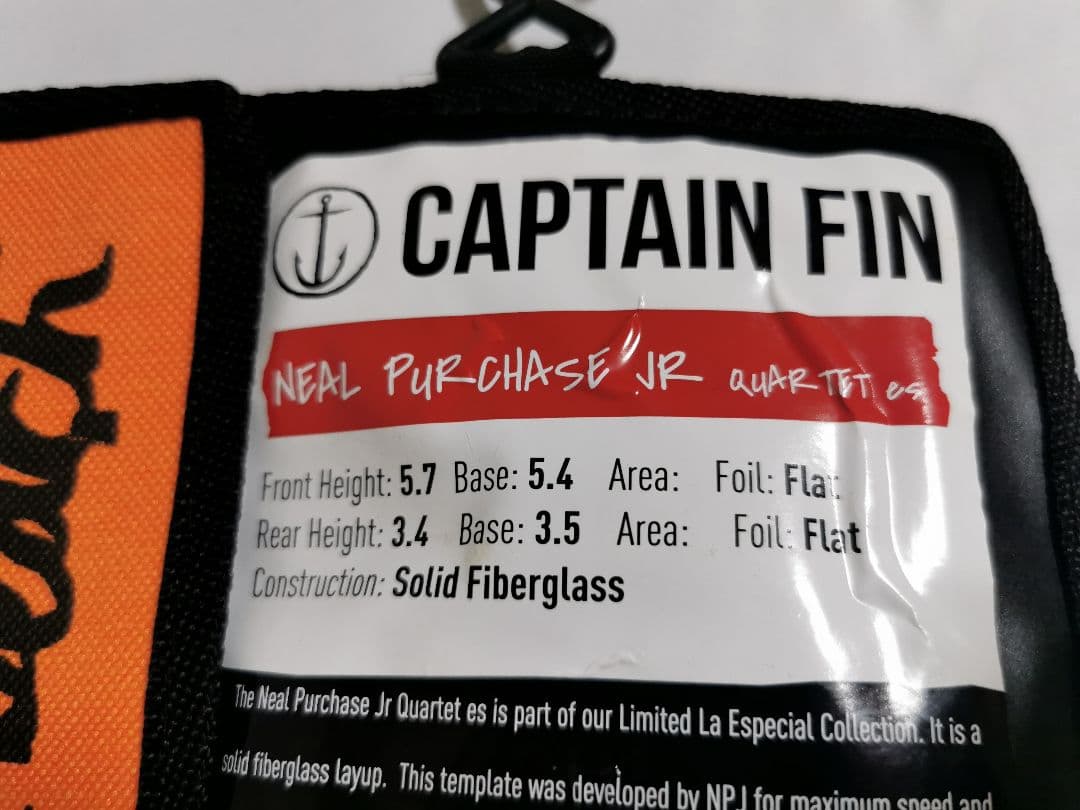 CAPTAIN FIN
NEAL PURCHASE JR QUARTET es
Front Height: 5.7 Base: 5.4 Area: Foil: Flat
Rear Height: 3.4 Base: 3.5 Area: Foil: Flat
Construction: Solid Fiberglass
The Neal Purchase Jr Quartet es is part of our Limited La Especial Collection. It is a
solid fiberglass layup. This template was developed by NPJ for maximum speed and